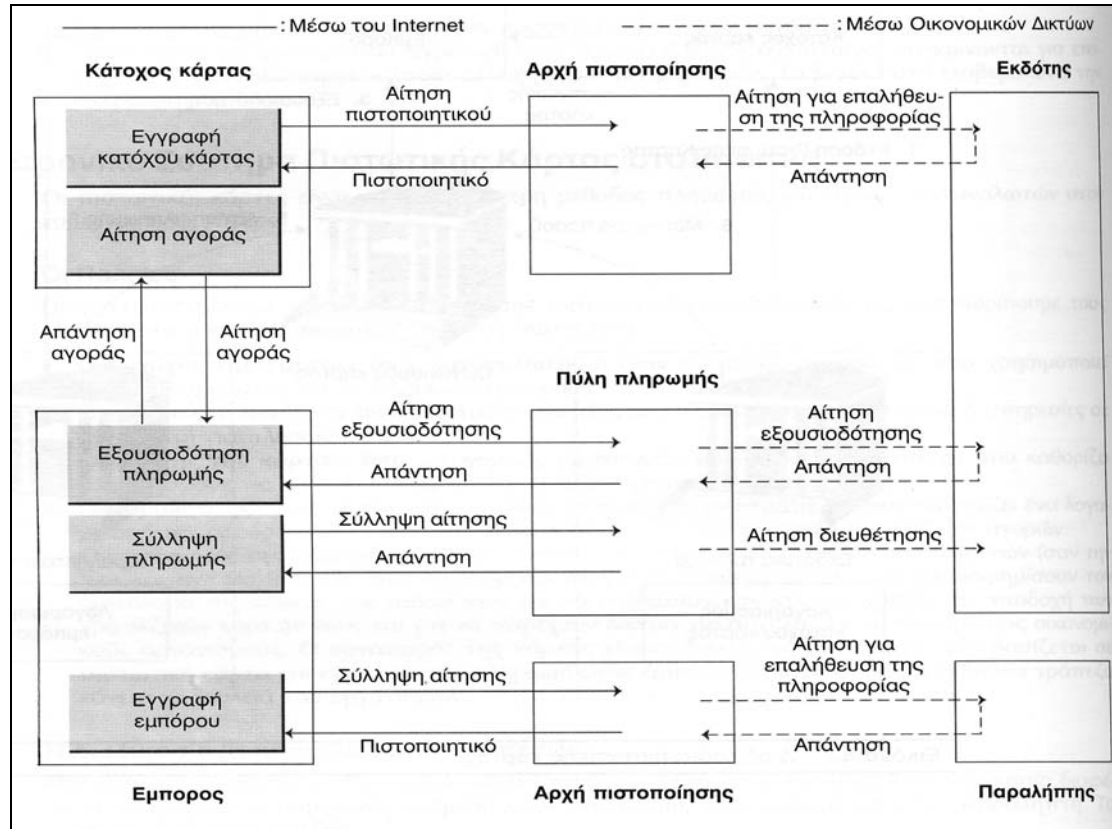 : Μέσω του Internet
: Μέσω Οικονομικών Δικτύων
Κάτοχος κάρτας
Αρχή πιστοποίησης
Εκδότης
Εγγραφή
κατόχου κάρτας
Αίτηση
πιστοποιητικού
Πιστοποιητικό
Αίτηση για επαλήθευ-
ση της πληροφορίας
Απάντηση
Αίτηση αγοράς
Απάντηση
αγοράς
Αίτηση
αγοράς
Πύλη πληρωμής
Εξουσιοδότηση
πληρωμής
Αίτηση
εξουσιοδότησης
Απάντηση
Αίτηση
εξουσιοδότησης
Απάντηση
Σύλληψη
πληρωμής
Σύλληψη αίτησης
Απάντηση
Αίτηση διευθέτησης
Εγγραφή
εμπόρου
Σύλληψη αίτησης
Πιστοποιητικό
Αίτηση για
επαλήθευση της
πληροφορίας
Απάντηση
Εμπορος
Αρχή πιστοποίησης
Παραλήπτης